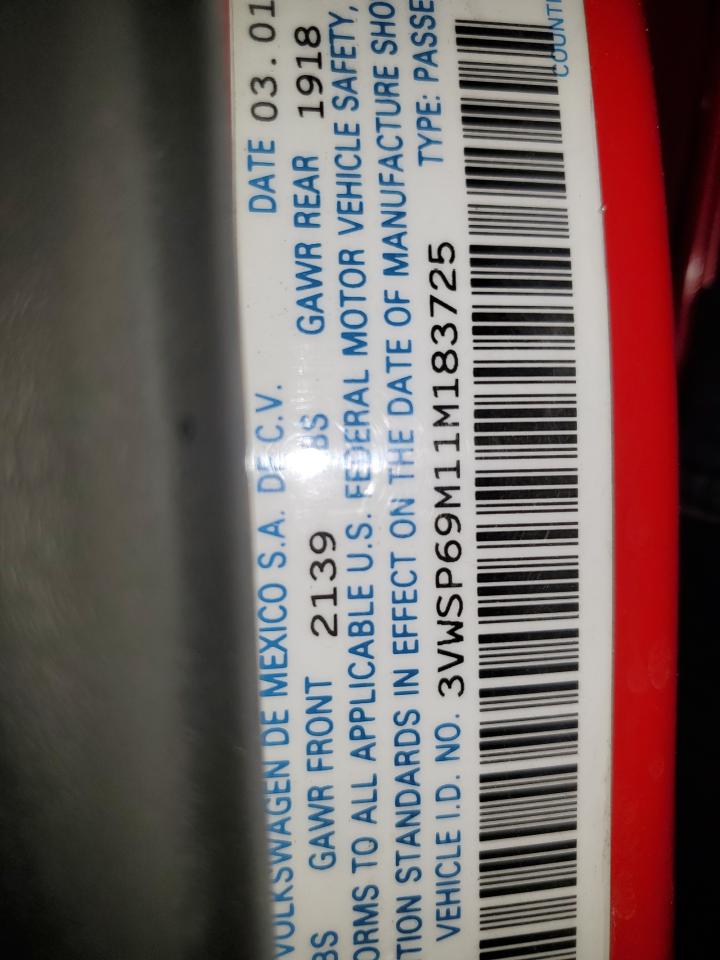 VOLKSWAGEN DE MEXICO S.A. DE C.V. DATE 03.01
BS GAWR FRONT 2139 BS GAWR REAR 1918
ORMS TO ALL APPLICABLE U.S. FEDERAL MOTOR VEHICLE SAFETY,
TION STANDARDS IN EFFECT ON THE DATE OF MANUFACTURE SHO
VEHICLE I.D. NO. 3VWSP69M11M183725 TYPE: PASSE
COUNT